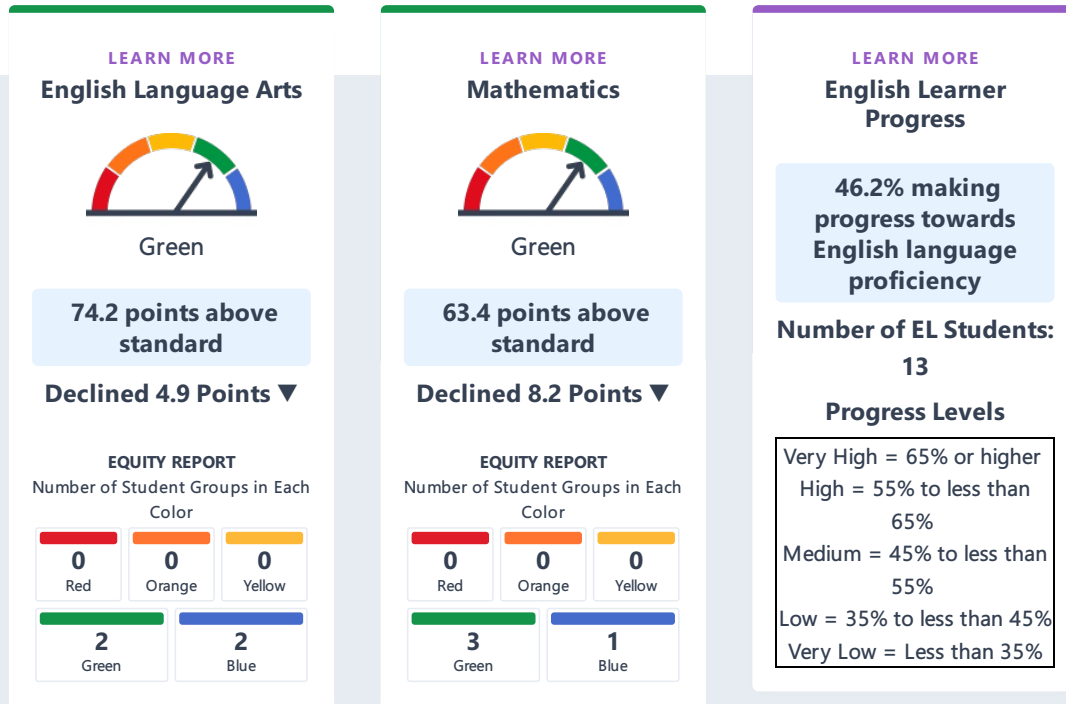 LEARN MORE
English Language Arts
Green
74.2 points above
standard
Declined 4.9 Points ▼
EQUITY REPORT
Number of Student Groups in Each
Color
0
Red
0
Orange
0
Yellow
2
Green
2
Blue
LEARN MORE
Mathematics
Green
63.4 points above
standard
Declined 8.2 Points ▼
EQUITY REPORT
Number of Student Groups in Each
Color
0
Red
0
Orange
0
Yellow
3
Green
1
Blue
LEARN MORE
English Learner
Progress
46.2% making
progress towards
English language
proficiency
Number of EL Students:
13
Progress Levels
Very High = 65% or higher
High = 55% to less than
65%
Medium = 45% to less than
55%
Low = 35% to less than 45%
Very Low = Less than 35%